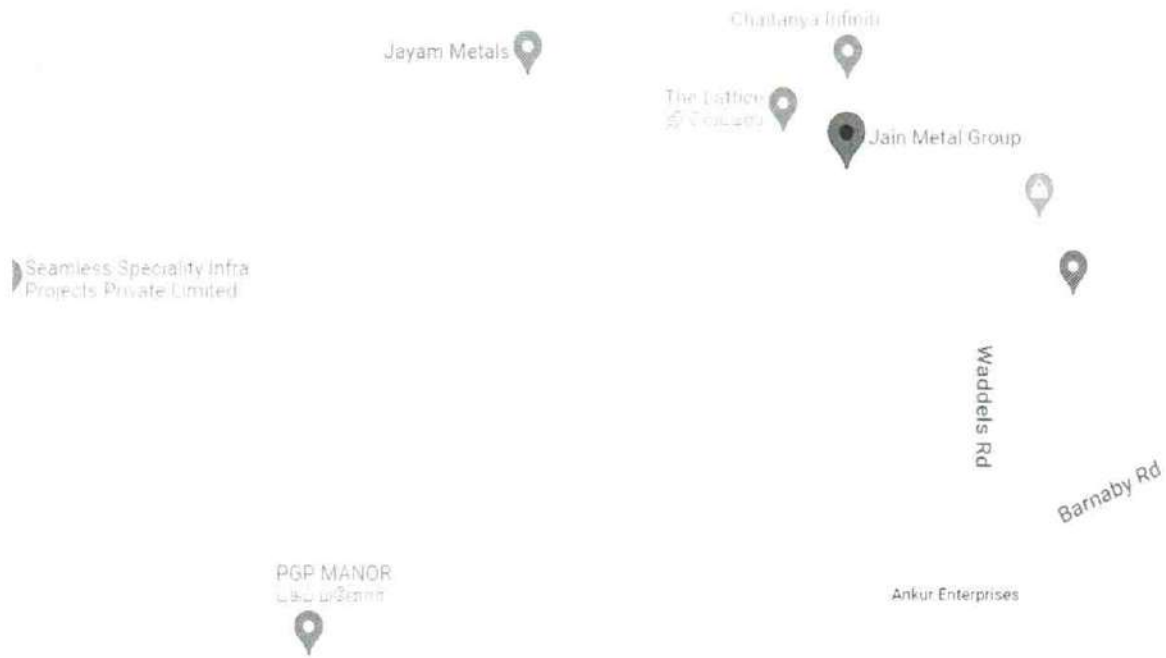 Chaitanya Infiniti
Jayam Metals
The Lattice
Jain Metal Group
Seamless Speciality Infra
Projects Private Limited
Waddels Rd
Barnaby Rd
PGP MANOR
Ankur Enterprises